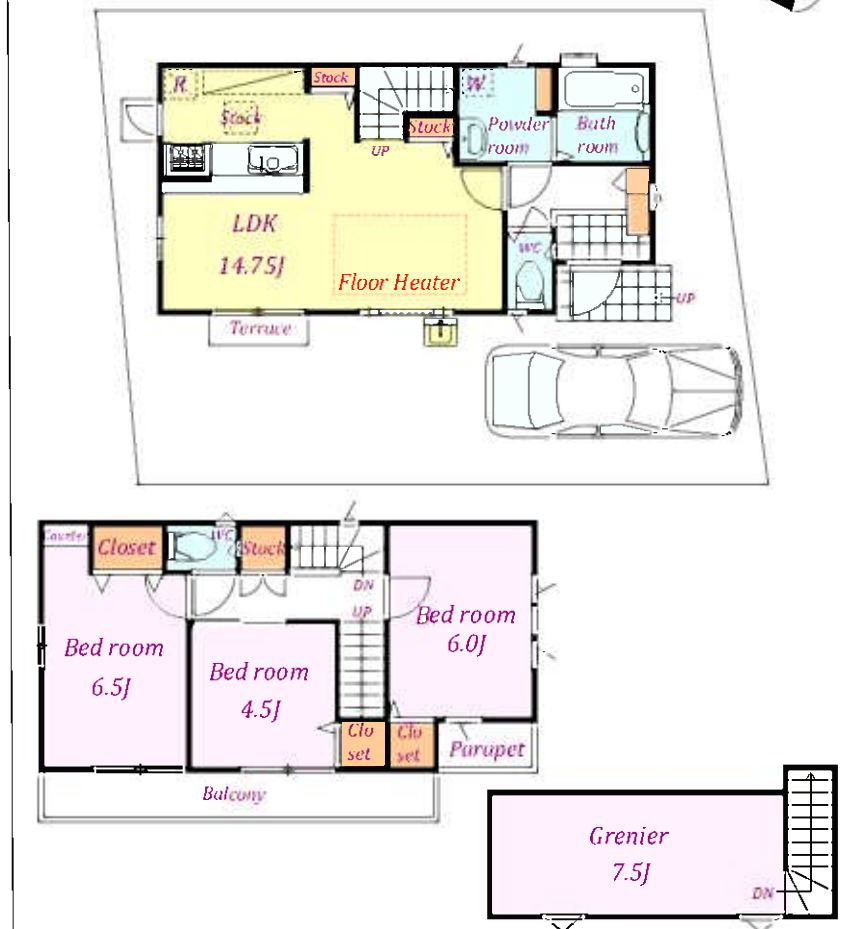 R
Stock
W
Stock
Stock
Powder
room
Bath
room
UP
LDK
14.75J
WC
Floor Heater
UP
Terrace
Counter
Closet
WC
Stock
DN
UP
Bed room
6.0J
Bed room
6.5J
Bed room
4.5J
Clo
set
Clo
set
Parapet
Balcony
Grenier
7.5J
DN